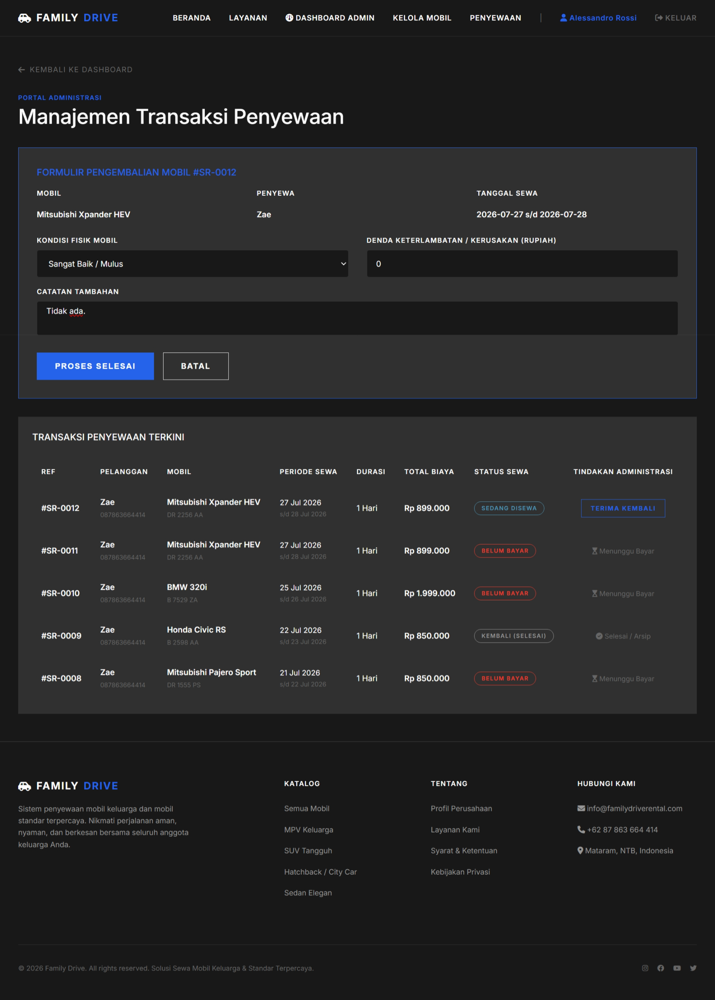 FAMILY DRIVE
BERANDA LAYANAN DASHBOARD ADMIN KELOLA MOBIL PENYEWAAN | Alessandro Rossi KELUAR
KEMBALI KE DASHBOARD
PORTAL ADMINISTRASI
Manajemen Transaksi Penyewaan
FORMULIR PENGEMBALIAN MOBIL #SR-0012
MOBIL PENYEWA TANGGAL SEWA
Mitsubishi Xpander HEV Zae 2026-07-27 s/d 2026-07-28
KONDISI FISIK MOBIL DENDA KETERLAMBATAN / KERUSAKAN (RUPIAH)
Sangat Baik / Mulus 0
CATATAN TAMBAHAN
Tidak ada.
PROSES SELESAI BATAL
TRANSAKSI PENYEWAAN TERKINI
REF PELANGGAN MOBIL PERIODE SEWA DURASI TOTAL BIAYA STATUS SEWA TINDAKAN ADMINISTRASI
#SR-0012 Zae Mitsubishi Xpander HEV 27 Jul 2026 1 Hari Rp 899.000 SEDANG DISEWA TERIMA KEMBALI
087863664414 DR 2256 AA s/d 28 Jul 2026
#SR-0011 Zae Mitsubishi Xpander HEV 27 Jul 2026 1 Hari Rp 899.000 BELUM BAYAR Menunggu Bayar
087863664414 DR 2256 AA s/d 28 Jul 2026
#SR-0010 Zae BMW 320i 25 Jul 2026 1 Hari Rp 1.999.000 BELUM BAYAR Menunggu Bayar
087863664414 B 7529 ZA s/d 26 Jul 2026
#SR-0009 Zae Honda Civic RS 22 Jul 2026 1 Hari Rp 850.000 KEMBALI (SELESAI) Selesai / Arsip
087863664414 B 2598 AA s/d 23 Jul 2026
#SR-0008 Zae Mitsubishi Pajero Sport 21 Jul 2026 1 Hari Rp 850.000 BELUM BAYAR Menunggu Bayar
087863664414 DR 1555 PS s/d 22 Jul 2026
FAMILY DRIVE
Sistem penyewaan mobil keluarga dan mobil
standar terpercaya. Nikmati perjalanan aman,
nyaman, dan berkesan bersama seluruh anggota
keluarga Anda.
KATALOG
Semua Mobil
MPV Keluarga
SUV Tangguh
Hatchback / City Car
Sedan Elegan
TENTANG
Profil Perusahaan
Layanan Kami
Syarat & Ketentuan
Kebijakan Privasi
HUBUNGI KAMI
info@familydriverental.com
+62 87 863 664 414
Mataram, NTB, Indonesia
© 2026 Family Drive. All rights reserved. Solusi Sewa Mobil Keluarga & Standar Terpercaya.